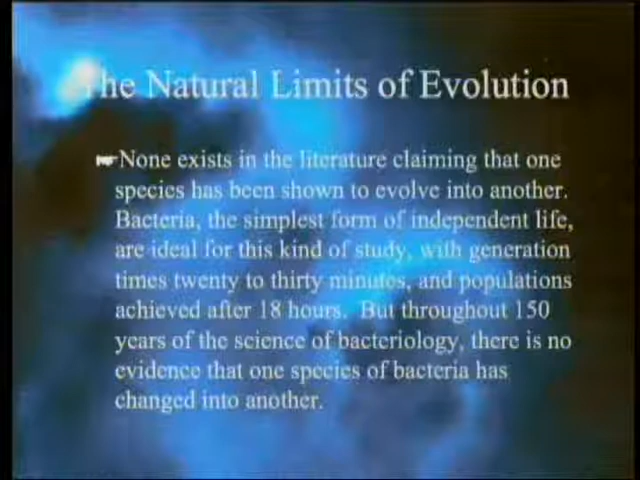 The Natural Limits of Evolution
None exists in the literature claiming that one
species has been shown to evolve into another.
Bacteria, the simplest form of independent life,
are ideal for this kind of study, with generation
times twenty to thirty minutes, and populations
achieved after 18 hours. But throughout 150
years of the science of bacteriology, there is no
evidence that one species of bacteria has
changed into another.